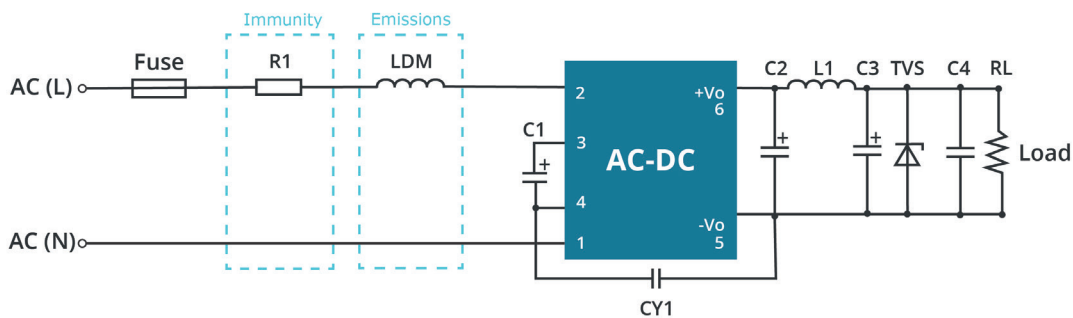 Immunity
Emissions
Fuse
R1
LDM
C2
L1
C3
TVS
C4
RL
AC (L)
2
+Vo
6
C1
+
3
+
+
+
AC-DC
Load
4
-Vo
5
AC (N)
1
CY1